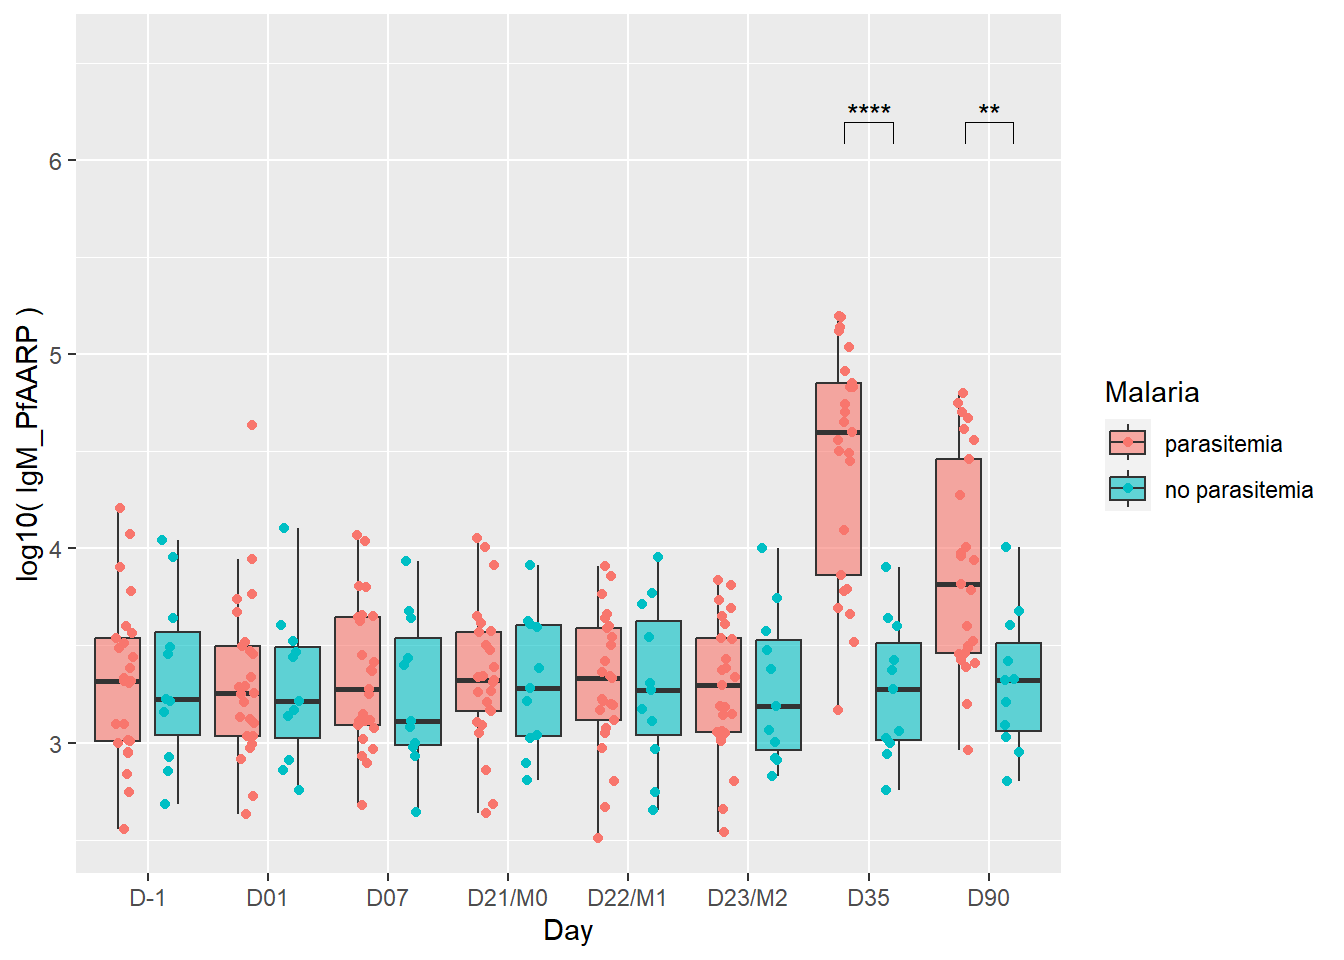 ****
**
6
5
4
3
log10( IgM_PfAARP )
D-1
D01
D07
D21/M0
D22/M1
D23/M2
D35
D90
Day
Malaria
parasitemia
no parasitemia